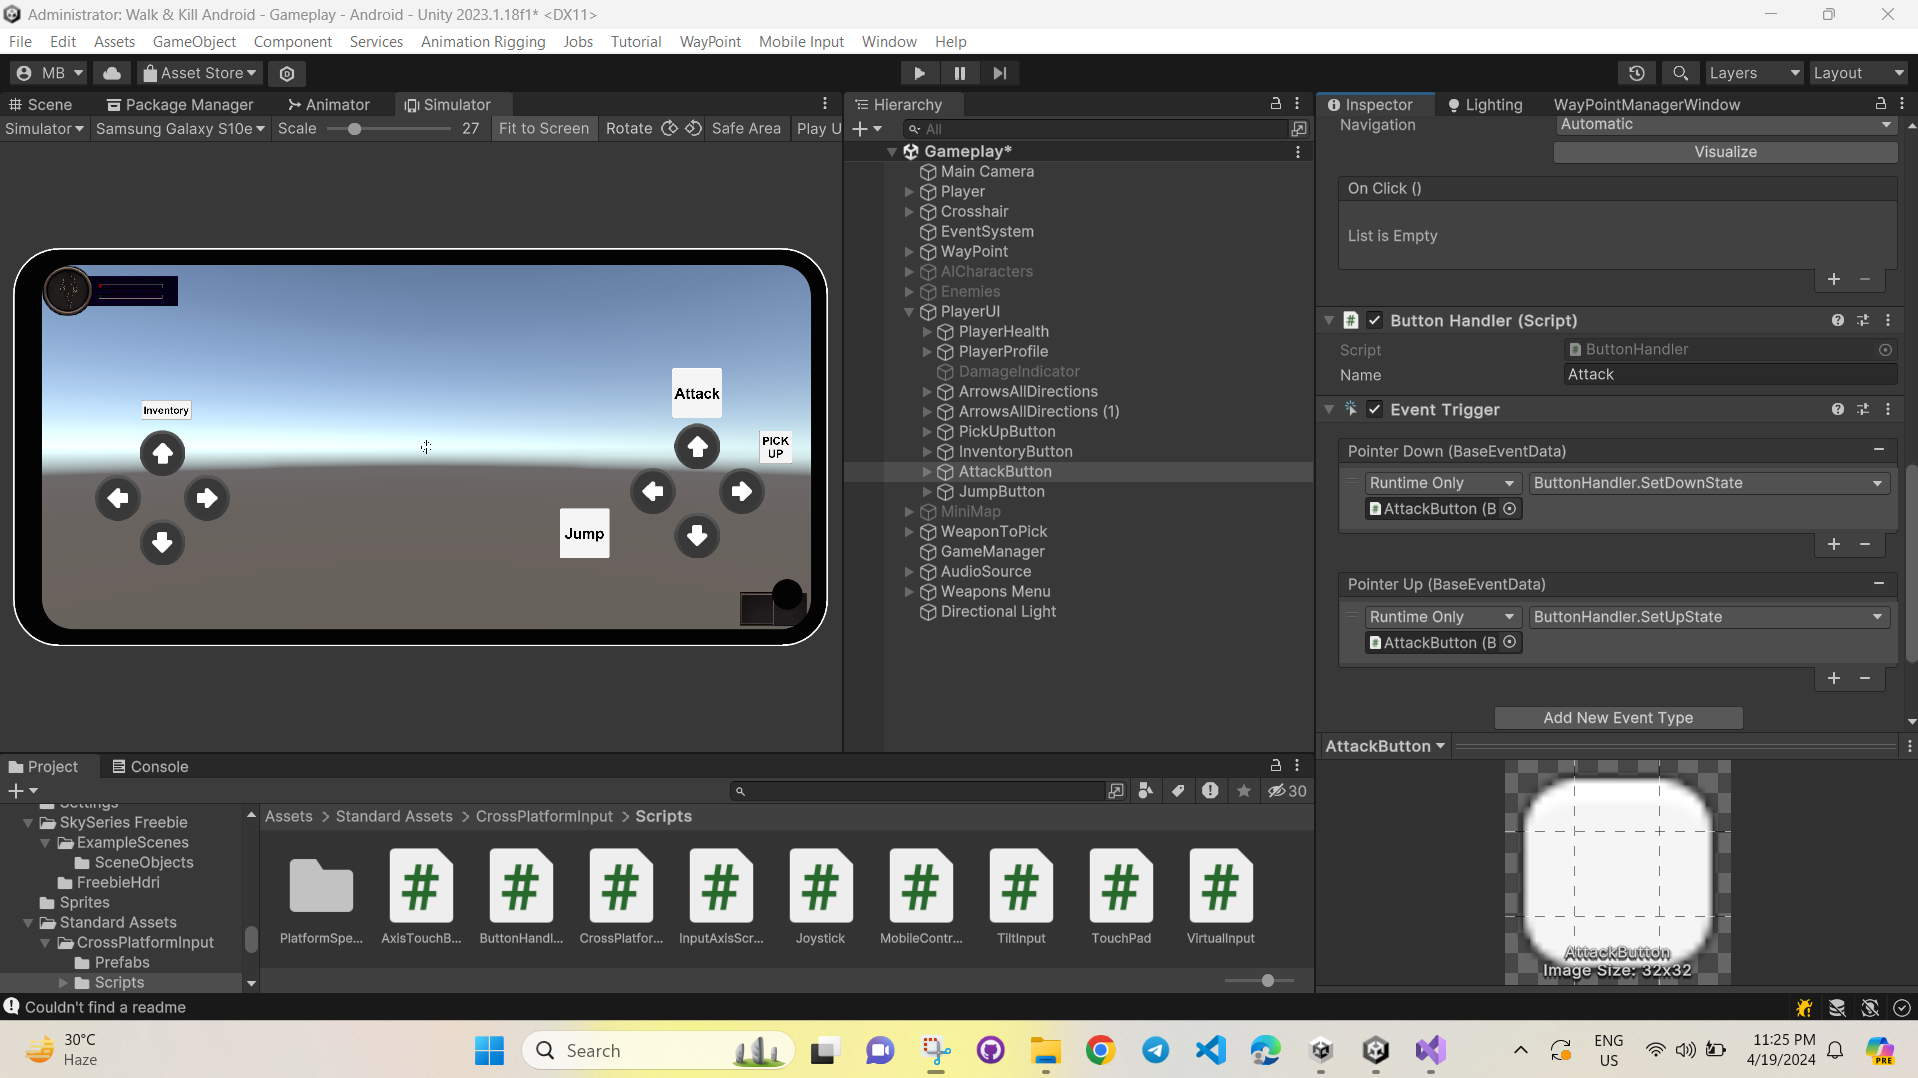 Administrator: Walk & Kill Android - Gameplay - Android - Unity 2023.1.18f1* <DX11>
File Edit Assets GameObject Component Services Animation Rigging Jobs Tutorial WayPoint Mobile Input Window Help
MB Asset Store Layers Layout
Scene Package Manager Animator Simulator
Simulator Samsung Galaxy S10e Scale 27 Fit to Screen Rotate Safe Area Play U
Inventory
Attack
PICK
UP
Jump
Hierarchy
All
Gameplay*
Main Camera
Player
Crosshair
EventSystem
WayPoint
AICharacters
Enemies
PlayerUI
PlayerHealth
PlayerProfile
DamageIndicator
ArrowsAllDirections
ArrowsAllDirections (1)
PickUpButton
InventoryButton
AttackButton
JumpButton
MiniMap
WeaponToPick
GameManager
AudioSource
Weapons Menu
Directional Light
Inspector Lighting WayPointManagerWindow
Navigation Automatic
Visualize
On Click ()
List is Empty
Button Handler (Script)
Script ButtonHandler
Name Attack
Event Trigger
Pointer Down (BaseEventData)
Runtime Only ButtonHandler.SetDownState
AttackButton (B
Pointer Up (BaseEventData)
Runtime Only ButtonHandler.SetUpState
AttackButton (B
Add New Event Type
AttackButton
AttackButton
Image Size: 32x32
Project Console
30
Settings
SkySeries Freebie
ExampleScenes
SceneObjects
FreebieHdri
Sprites
Standard Assets
CrossPlatformInput
Prefabs
Scripts
Assets > Standard Assets > CrossPlatformInput > Scripts
PlatformSpe... AxisTouchB... ButtonHandl... CrossPlatfor... InputAxisScr... Joystick MobileContr... TiltInput TouchPad VirtualInput
Couldn't find a readme
30°C
Haze
Search
ENG
US
11:25 PM
4/19/2024
PRE